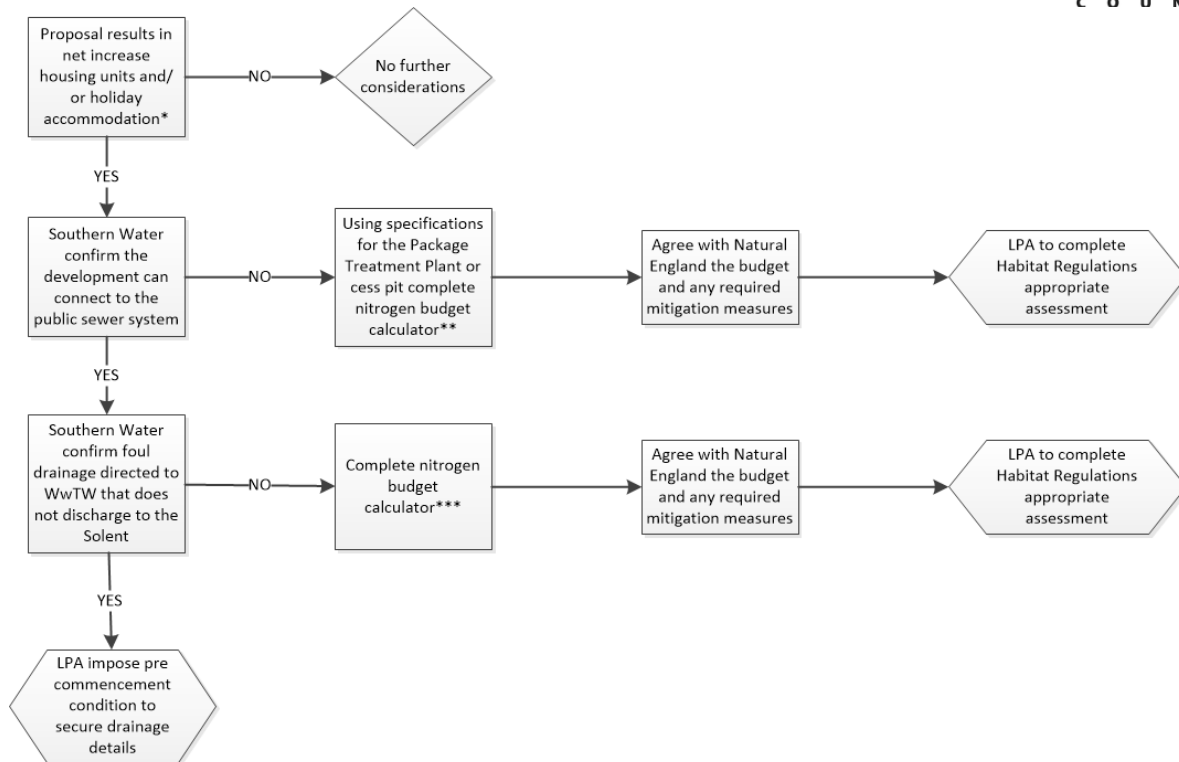 C O U
Proposal results in
net increase
housing units and/
or holiday
accommodation*
NO
No further
considerations
YES
Southern Water
confirm the
development can
connect to the
public sewer system
NO
Using specifications
for the Package
Treatment Plant or
cess pit complete
nitrogen budget
calculator**
Agree with Natural
England the budget
and any required
mitigation measures
LPA to complete
Habitat Regulations
appropriate
assessment
YES
Southern Water
confirm foul
drainage directed to
WwTW that does
not discharge to the
Solent
NO
Complete nitrogen
budget
calculator***
Agree with Natural
England the budget
and any required
mitigation measures
LPA to complete
Habitat Regulations
appropriate
assessment
YES
LPA impose pre
commencement
condition to
secure drainage
details